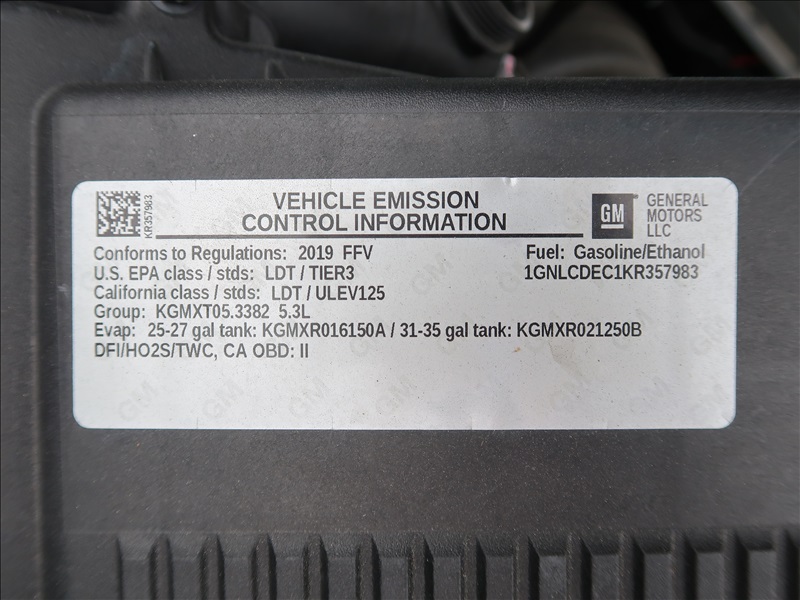 VEHICLE EMISSION
CONTROL INFORMATION
KR357983
GM
GENERAL
MOTORS
LLC
Conforms to Regulations: 2019 FFV
Fuel: Gasoline/Ethanol
U.S. EPA class / stds: LDT / TIER3
1GNLCDEC1KR357983
California class / stds: LDT / ULEV125
Group: KGMXT05.3382 5.3L
Evap: 25-27 gal tank: KGMXR016150A / 31-35 gal tank: KGMXR021250B
DFI/HO2S/TWC, CA OBD: II